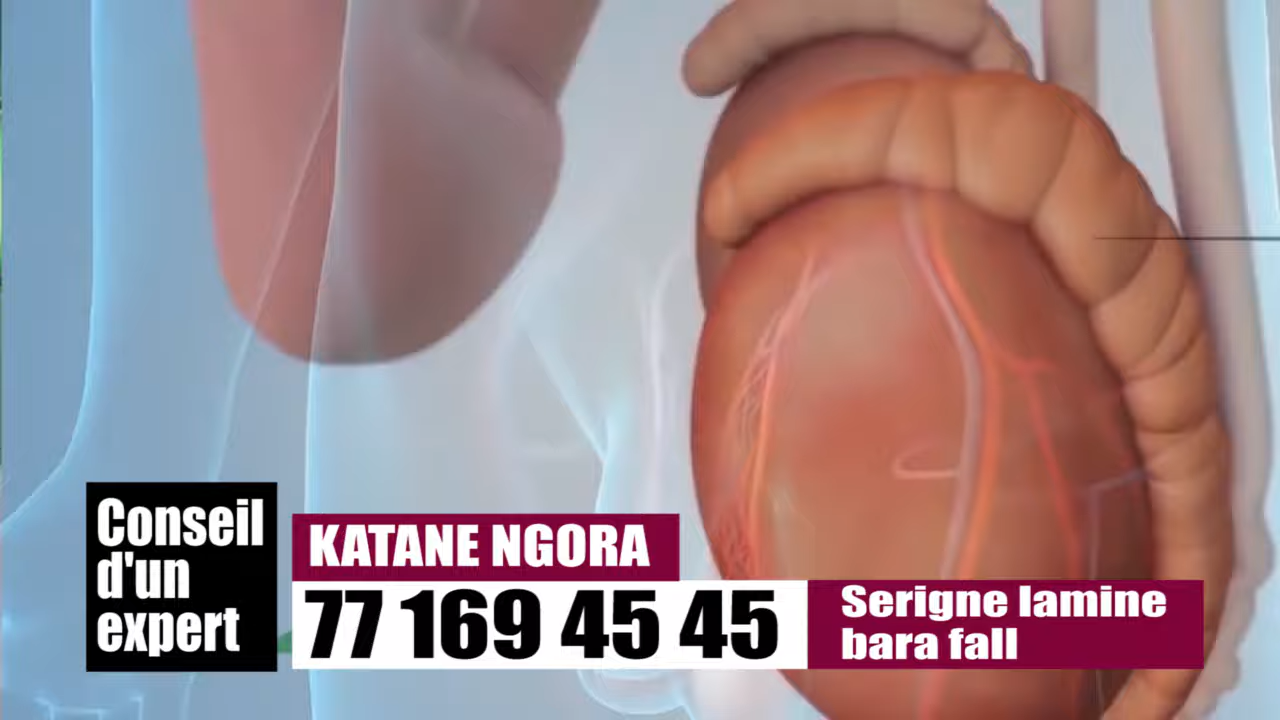 Conseil
d'un
expert
KATANE NGORA
77 169 45 45
Serigne lamine
bara fall